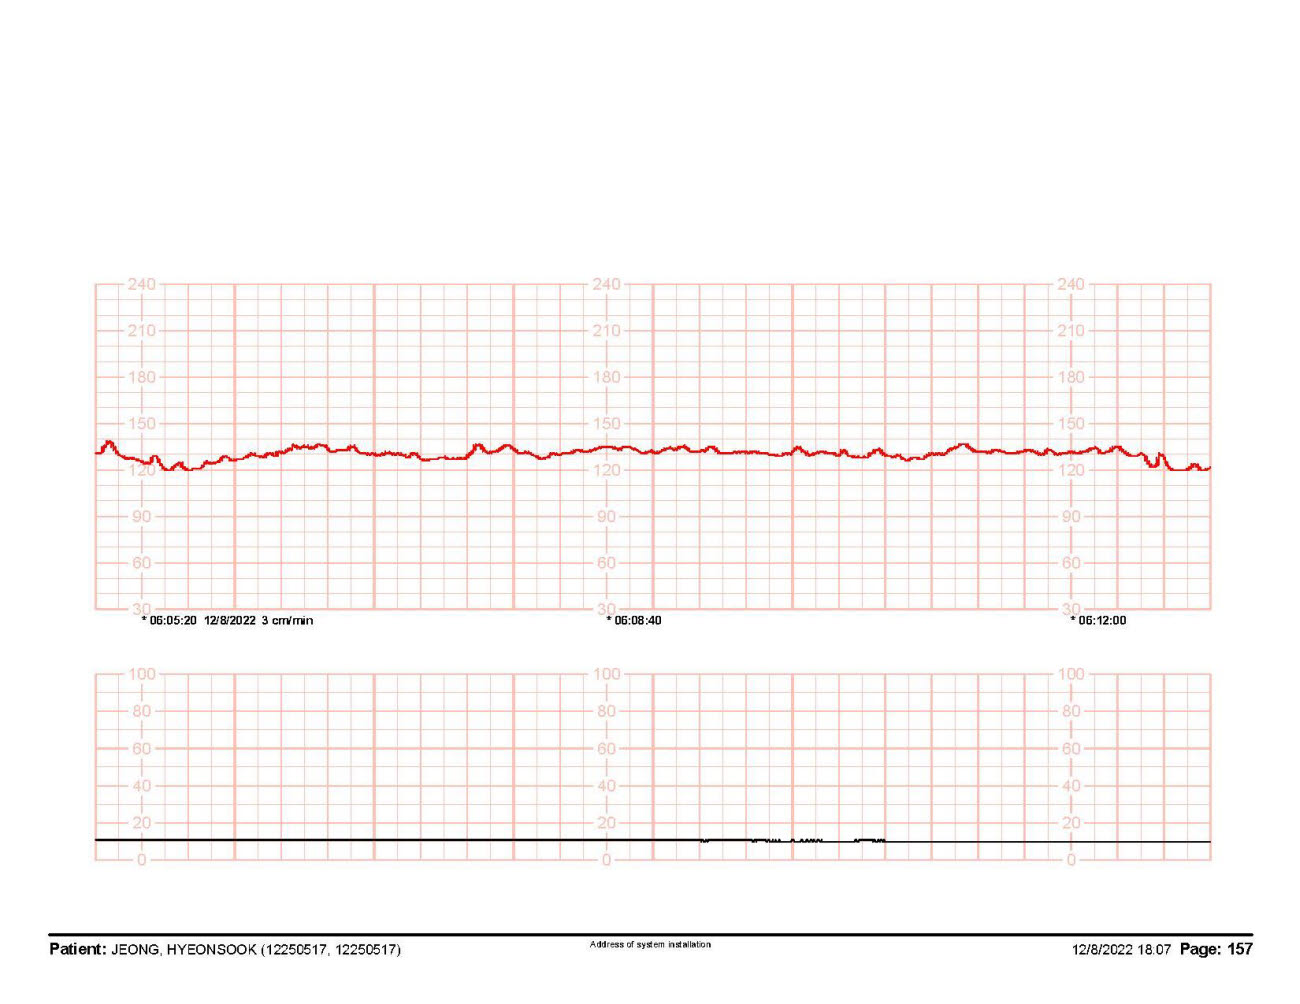 240 240 240
210 210 210
180 180 180
150 150 150
120 120 120
90 90 90
60 60 60
30 30 30
* 06:05:20 12/8/2022 3 cm/min * 06:08:40 * 06:12:00
100 100 100
80 80 80
60 60 60
40 40 40
20 20 20
0 0 0
Patient: JEONG, HYEONSOOK (12250517, 12250517) Address of system installation 12/8/2022 18:07 Page: 157